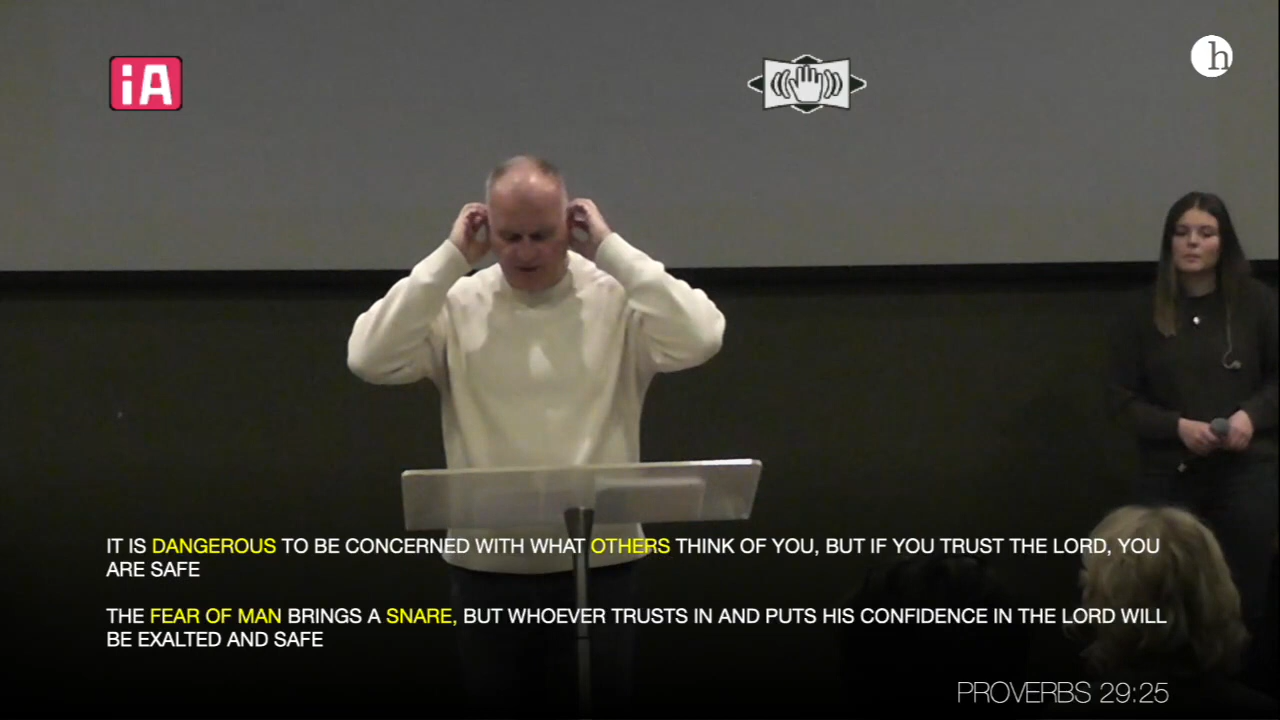 iA
h
IT IS DANGEROUS TO BE CONCERNED WITH WHAT OTHERS THINK OF YOU, BUT IF YOU TRUST THE LORD, YOU
ARE SAFE
THE FEAR OF MAN BRINGS A SNARE, BUT WHOEVER TRUSTS IN AND PUTS HIS CONFIDENCE IN THE LORD WILL
BE EXALTED AND SAFE
PROVERBS 29:25